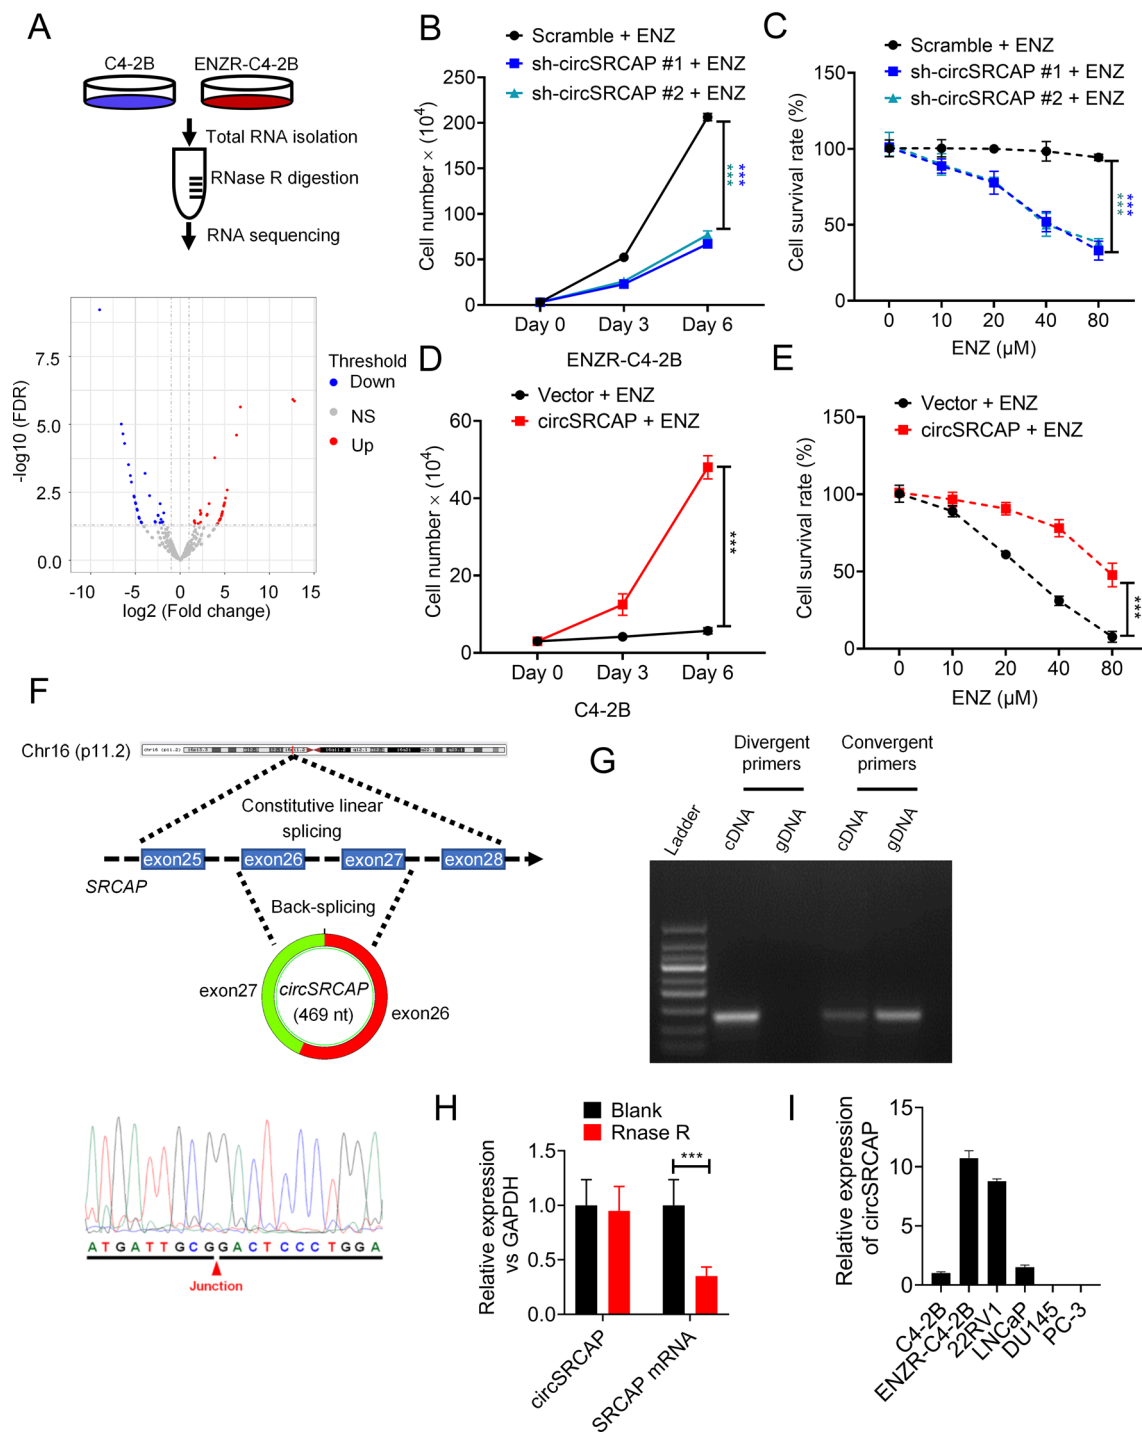 A
C4-2B
ENZR-C4-2B
Total RNA isolation
RNase R digestion
RNA sequencing
-log10 (FDR)
7.5
5.0
2.5
0.0
-10
-5
0
5
10
15
log2 (Fold change)
Threshold
Down
NS
Up
B
Scramble + ENZ
sh-circSRCAP #1 + ENZ
sh-circSRCAP #2 + ENZ
Cell number × (10⁴)
250
200
150
100
50
0
Day 0
Day 3
Day 6
ENZR-C4-2B
***
***
C
Scramble + ENZ
sh-circSRCAP #1 + ENZ
sh-circSRCAP #2 + ENZ
Cell survival rate (%)
150
100
50
0
0
10
20
40
80
ENZ (μM)
***
***
D
Vector + ENZ
circSRCAP + ENZ
Cell number × (10⁴)
60
40
20
0
Day 0
Day 3
Day 6
C4-2B
***
E
Vector + ENZ
circSRCAP + ENZ
Cell survival rate (%)
150
100
50
0
0
10
20
40
80
ENZ (μM)
***
F
Chr16 (p11.2)
chr16 (p11.2)
Constitutive linear
splicing
exon25
exon26
exon27
exon28
SRCAP
Back-splicing
exon27
circSRCAP
(469 nt)
exon26
ATGATTGCGGACTCCCTGGA
Junction
G
Divergent
primers
Convergent
primers
Ladder
cDNA
gDNA
cDNA
gDNA
H
Blank
Rnase R
Relative expression
vs GAPDH
1.5
1.0
0.5
0.0
***
circSRCAP
SRCAP mRNA
I
Relative expression
of circSRCAP
15
10
5
0
C4-2B
ENZR-C4-2B
22RV1
LNCaP
DU145
PC-3